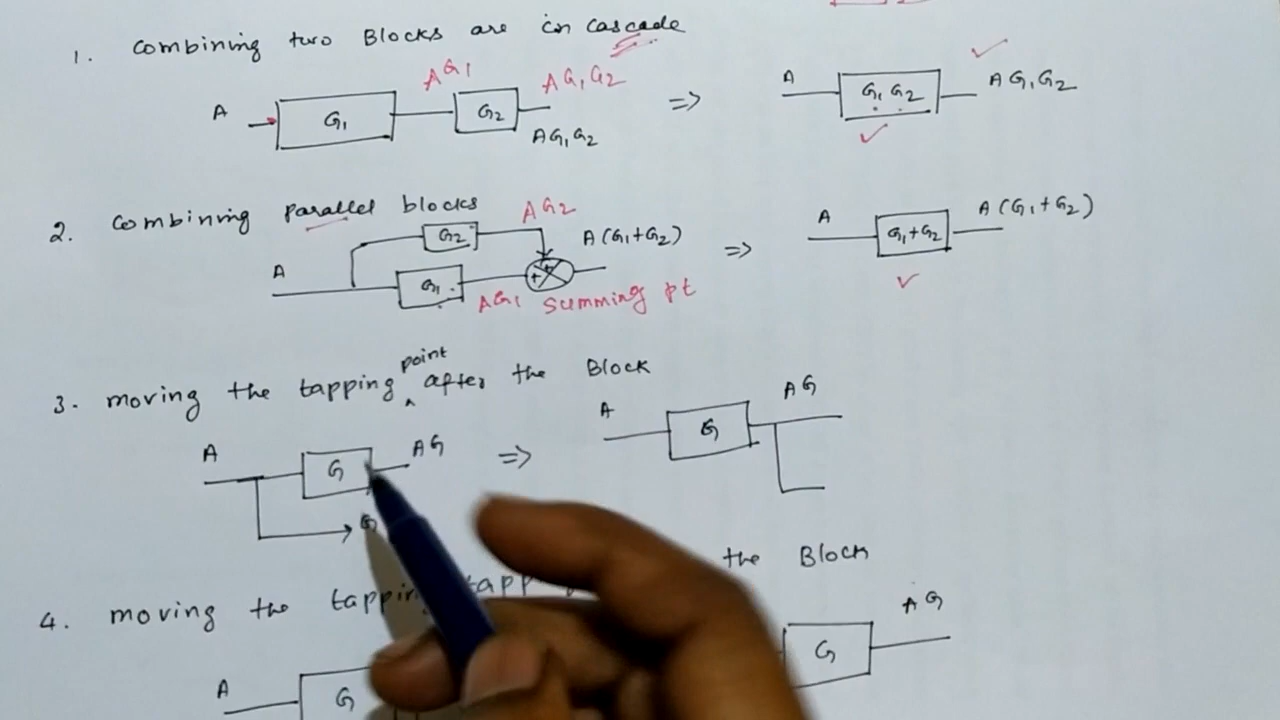 1. Combining two Blocks are in cascade
A G1 AG1 G2 AG1G2 AG1G2 => A G1G2 AG1G2
2. Combining parallel blocks
A G2 AG2 G1 AG1 + + A(G1+G2) summing pt => A G1+G2 A(G1+G2)
3. moving the tapping point after the Block
A G AG => A G AG
4. moving the the Block
A G G AG